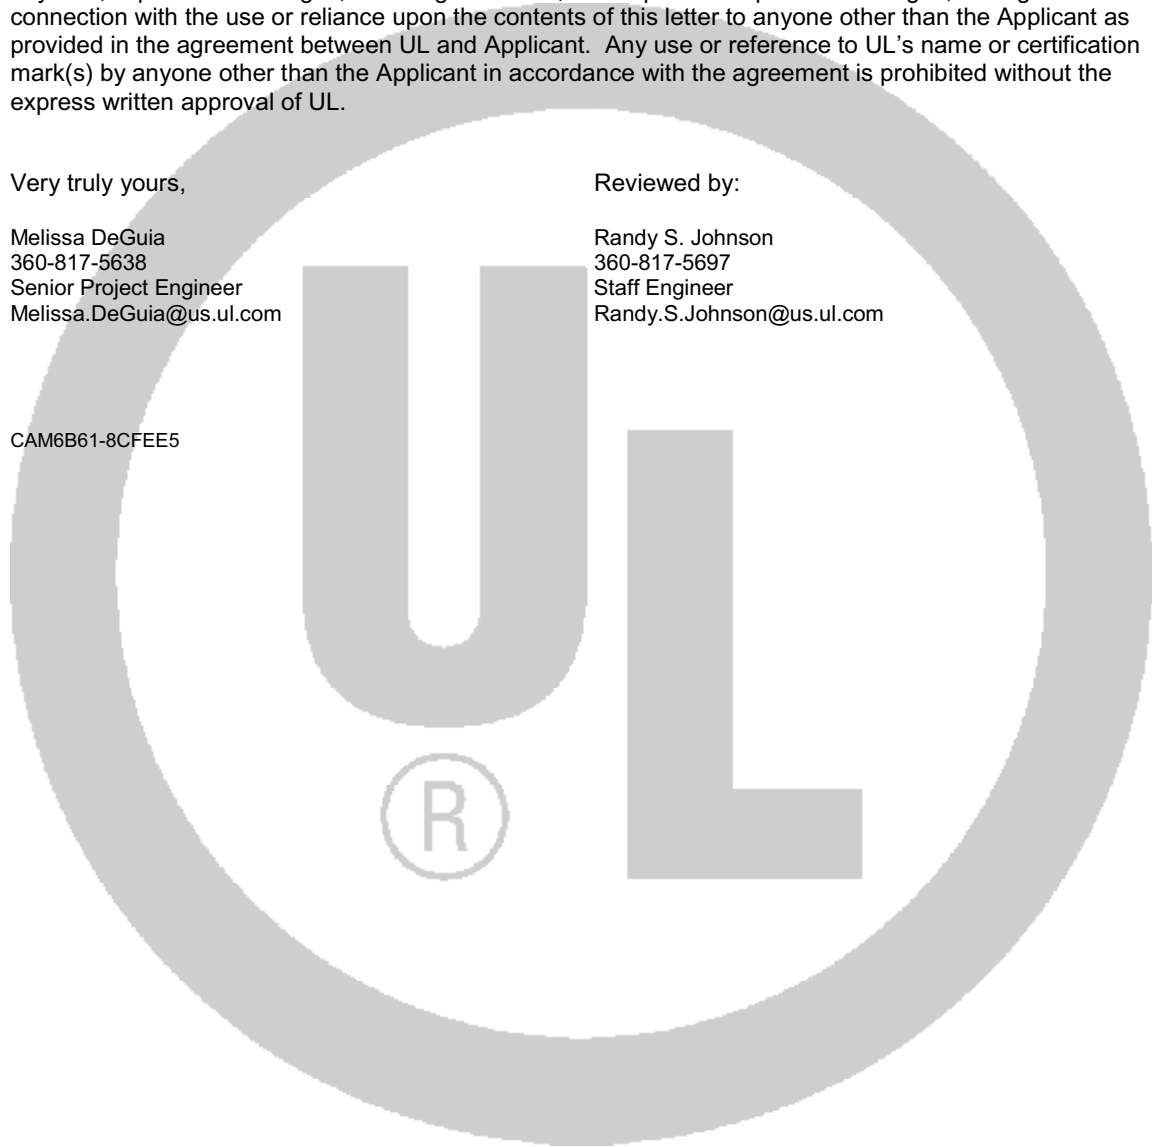 connection with the use or reliance upon the contents of this letter to anyone other than the Applicant as
provided in the agreement between UL and Applicant.  Any use or reference to UL’s name or certification
mark(s) by anyone other than the Applicant in accordance with the agreement is prohibited without the
express written approval of UL.
Very truly yours,
Reviewed by:
Melissa DeGuia
360-817-5638
Senior Project Engineer
Melissa.DeGuia@us.ul.com
Randy S. Johnson
360-817-5697
Staff Engineer
Randy.S.Johnson@us.ul.com
CAM6B61-8CFEE5
UL
®